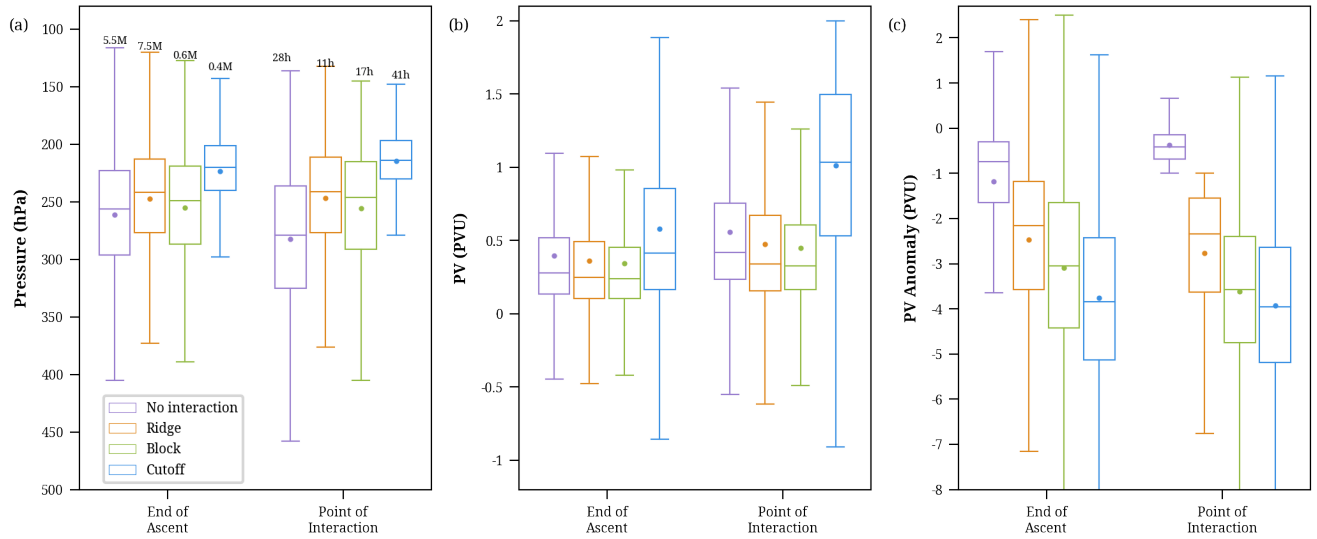 (a)
Pressure (hPa)
100
150
200
250
300
350
400
450
500
5.5M
7.5M
0.6M
0.4M
28h
11h
17h
41h
No interaction
Ridge
Block
Cutoff
End of
Ascent
Point of
Interaction
(b)
PV (PVU)
2
1.5
1
0.5
0
-0.5
-1
End of
Ascent
Point of
Interaction
(c)
PV Anomaly (PVU)
2
1
0
-1
-2
-3
-4
-5
-6
-7
-8
End of
Ascent
Point of
Interaction